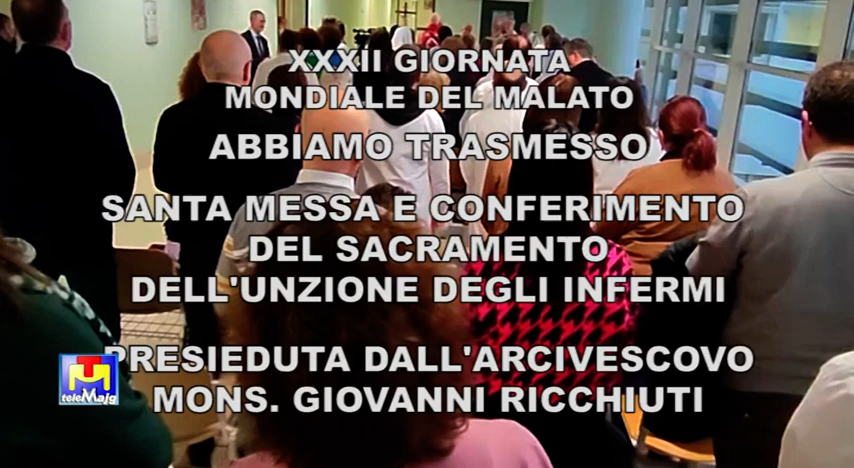 XXXII GIORNATA
MONDIALE DEL MALATO
ABBIAMO TRASMESSO
SANTA MESSA E CONFERIMENTO
DEL SACRAMENTO
DELL'UNZIONE DEGLI INFERMI
PRESIEDUTA DALL'ARCIVESCOVO
MONS. GIOVANNI RICCHIUTI
TM
teleMajg